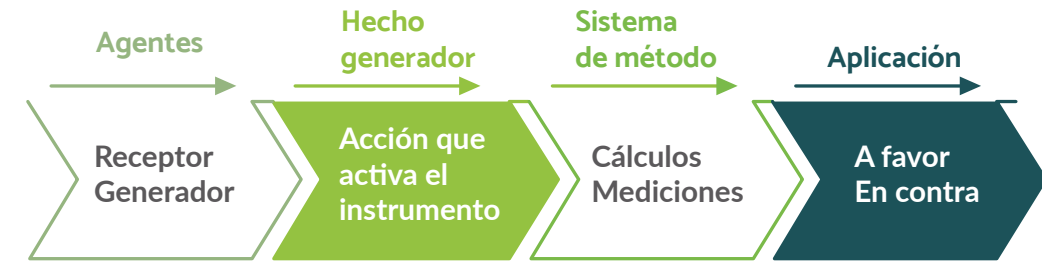 Agentes
Hecho
generador
Sistema
de método
Aplicación
Receptor
Generador
Acción que
activa el
instrumento
Cálculos
Mediciones
A favor
En contra